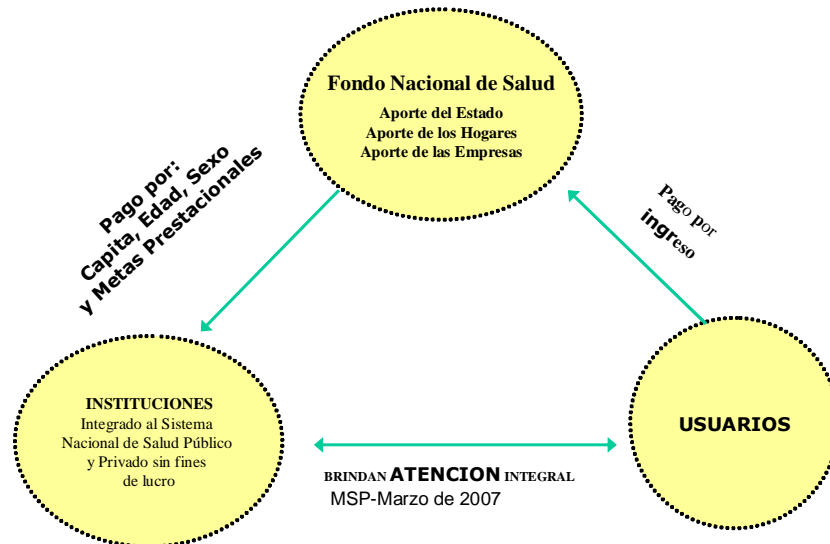 Fondo Nacional de Salud
Aporte del Estado
Aporte de los Hogares
Aporte de las Empresas
Pago por:
Capita, Edad, Sexo
y Metas Prestacionales
Pago por
ingreso
INSTITUCIONES
Integrado al Sistema
Nacional de Salud Público
y Privado sin fines
de lucro
USUARIOS
BRINDAN ATENCION INTEGRAL
MSP-Marzo de 2007